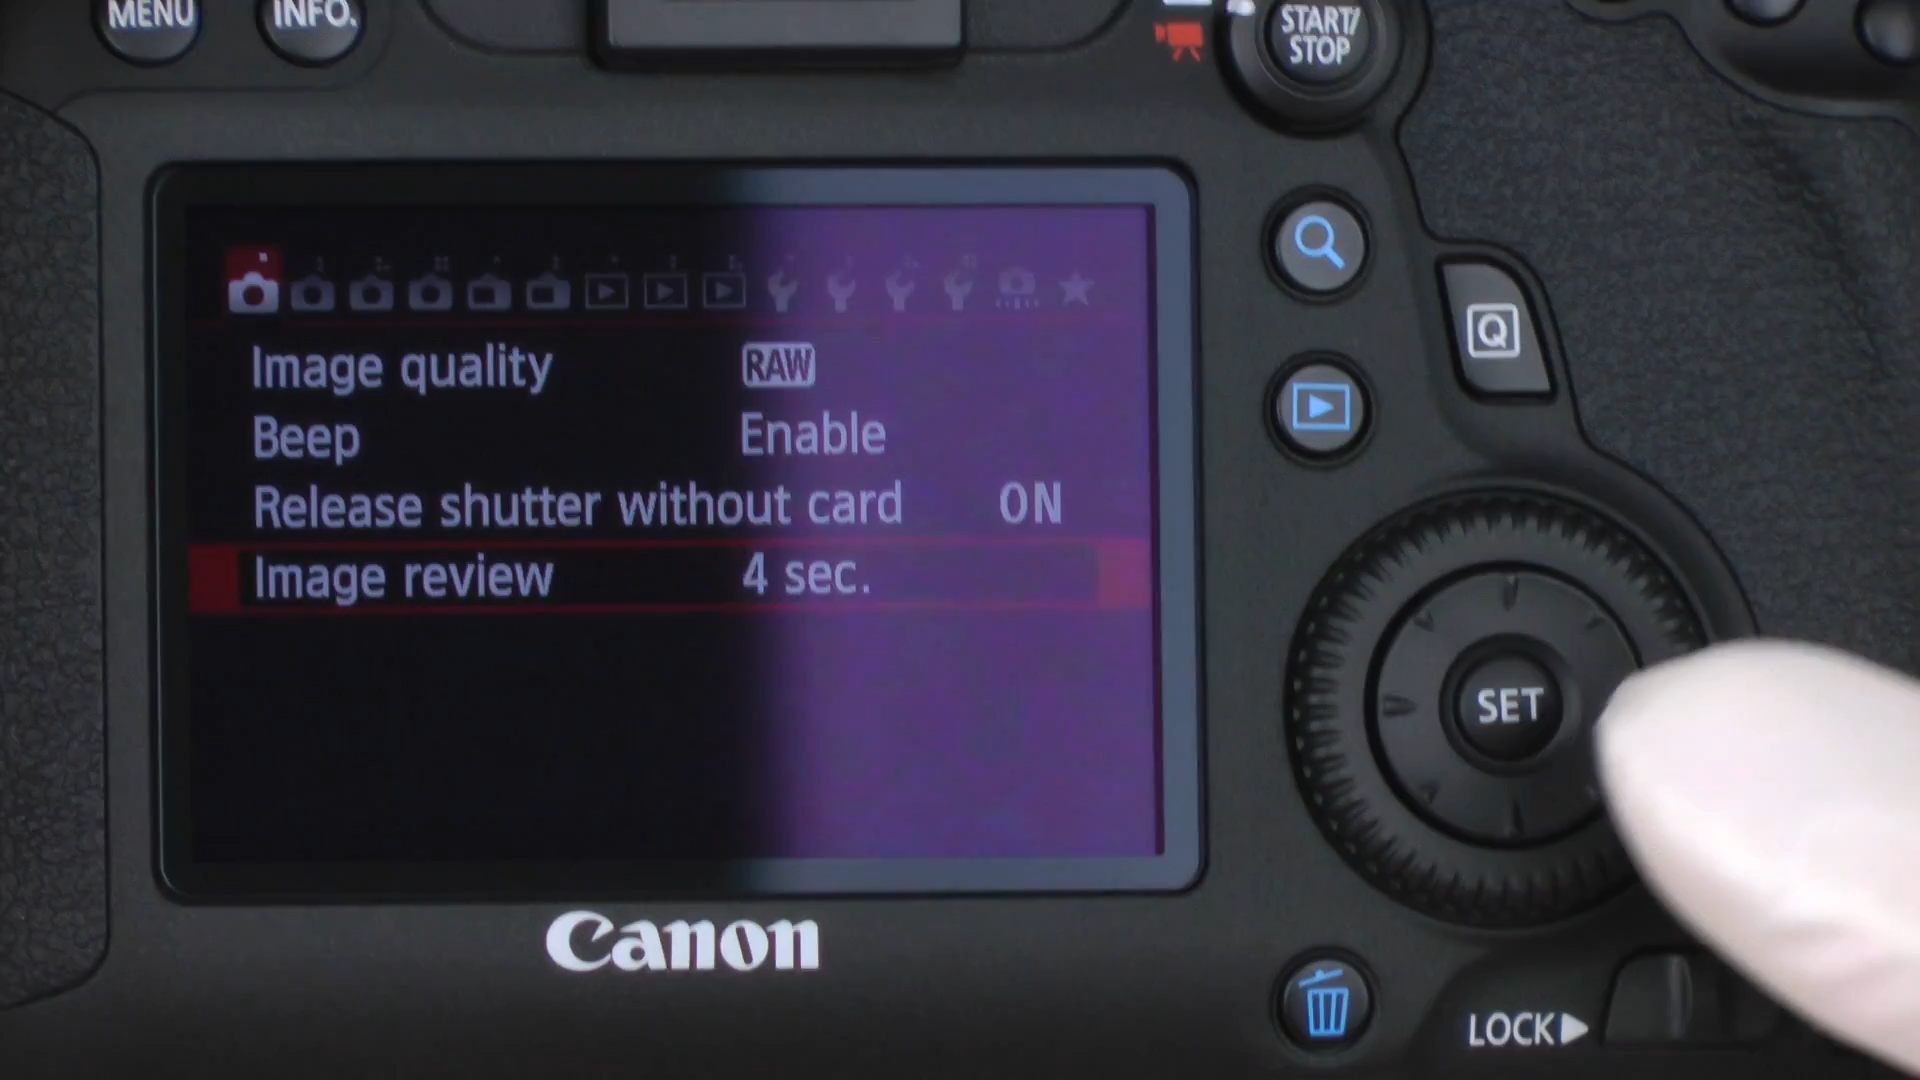 MENU
INFO.
START/
STOP
Q
Image quality RAW
Beep Enable
Release shutter without card ON
Image review 4 sec.
SET
Canon
LOCK